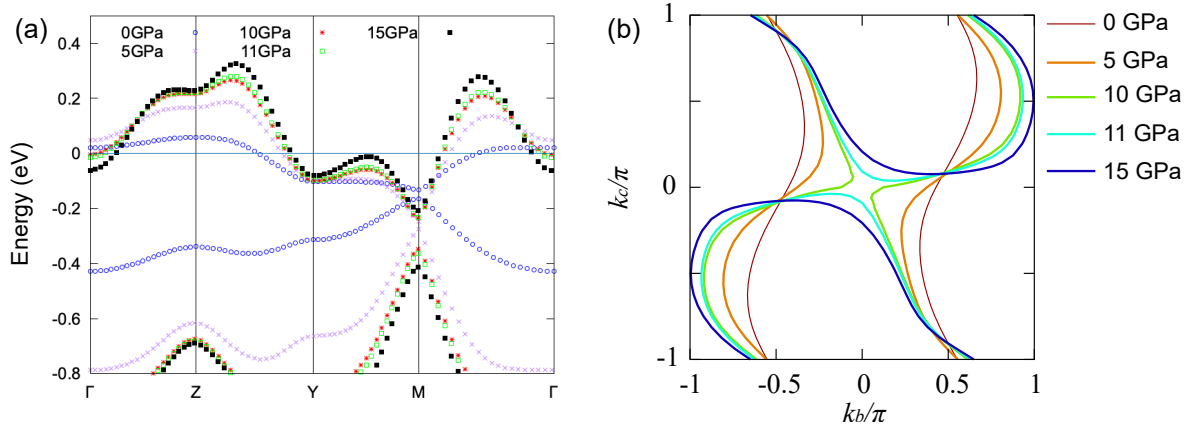 (a)
0GPa 10GPa 15GPa
5GPa 11GPa
0.4
0.2
0
-0.2
-0.4
-0.6
-0.8
Energy (eV)
Γ Z Y M Γ
(b)
1
0
-1
kc/π
-1 -0.5 0 0.5 1
kb/π
0 GPa
5 GPa
10 GPa
11 GPa
15 GPa